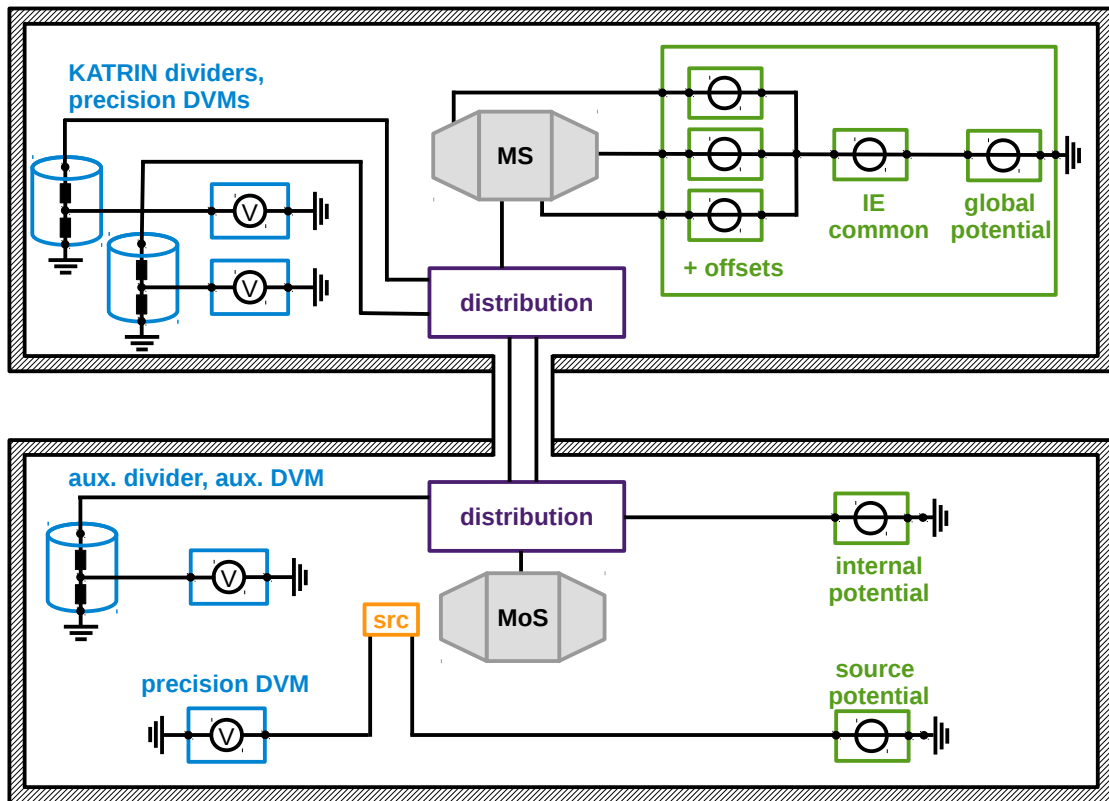 KATRIN dividers,
precision DVMs
MS
V
V
IE
common
global
potential
+ offsets
distribution
aux. divider, aux. DVM
distribution
V
internal
potential
src
MoS
precision DVM
source
potential
V